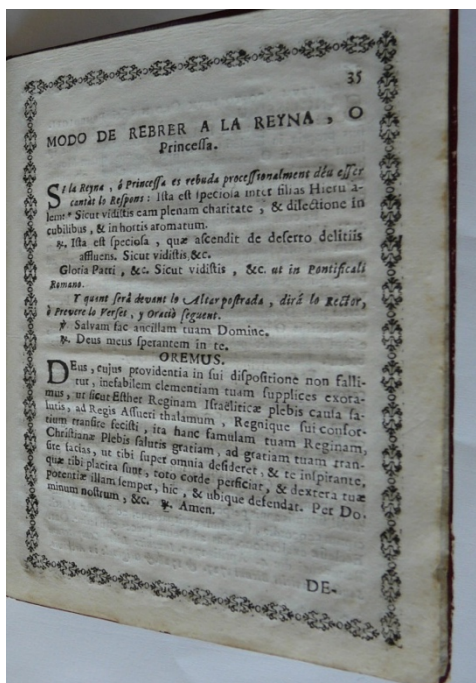 35
MODO DE REBRER A LA REYNA, O
Princeſſa.
SI la Reyna, ò Princeſſa es rebuda proceſſionalment dèu eſſer
cantat lo Reſpons: Iſta eſt ſpecioſa inter filias Hieru a-
lem: * Sicut vidiſtis eam plenam charitate, & dilectione in
cubilibus, & in hortis aromatum.
℟. Iſta eſt ſpecioſa, quæ aſcendit de deſerto delitiis
affluens. Sicut vidiſtis &c.
Gloria Patri, &c. Sicut vidiſtis, &c. ut in Pontificali
Romano.
Y quant ſerà devant lo Altar poſtrada, dirà lo Rector,
ò Prevere lo Verſet, y Oraciò ſeguent.
℣ Salvam fac ancillam tuam Domine.
℟. Deus meus ſperantem in te.
OREMUS.
DEus, cujus providentia in ſui diſpoſitione non falli-
tur, inefabilem clementiam tuam ſupplices exora-
mus, ut ſicut Eſther Reginam Iſraëliticæ plebis cauſa ſa-
lutis, ad Regis Aſſueri thalamum, Regnique ſui confor-
tium tranſire feciſti, ita hanc famulam tuam Reginam,
Chriſtianæ Plebis ſalutis gratiam, ad gratiam tuam tran-
ſire facias, ut tibi ſuper omnia deſideret, & te inſpirante,
quæ tibi placita ſunt, toto corde perficiat, & dextera tuæ
potentiæ illam ſemper, hic, & ubique defendat. Per Do-
minum noſtrum, &c. ℟. Amen.
DE-